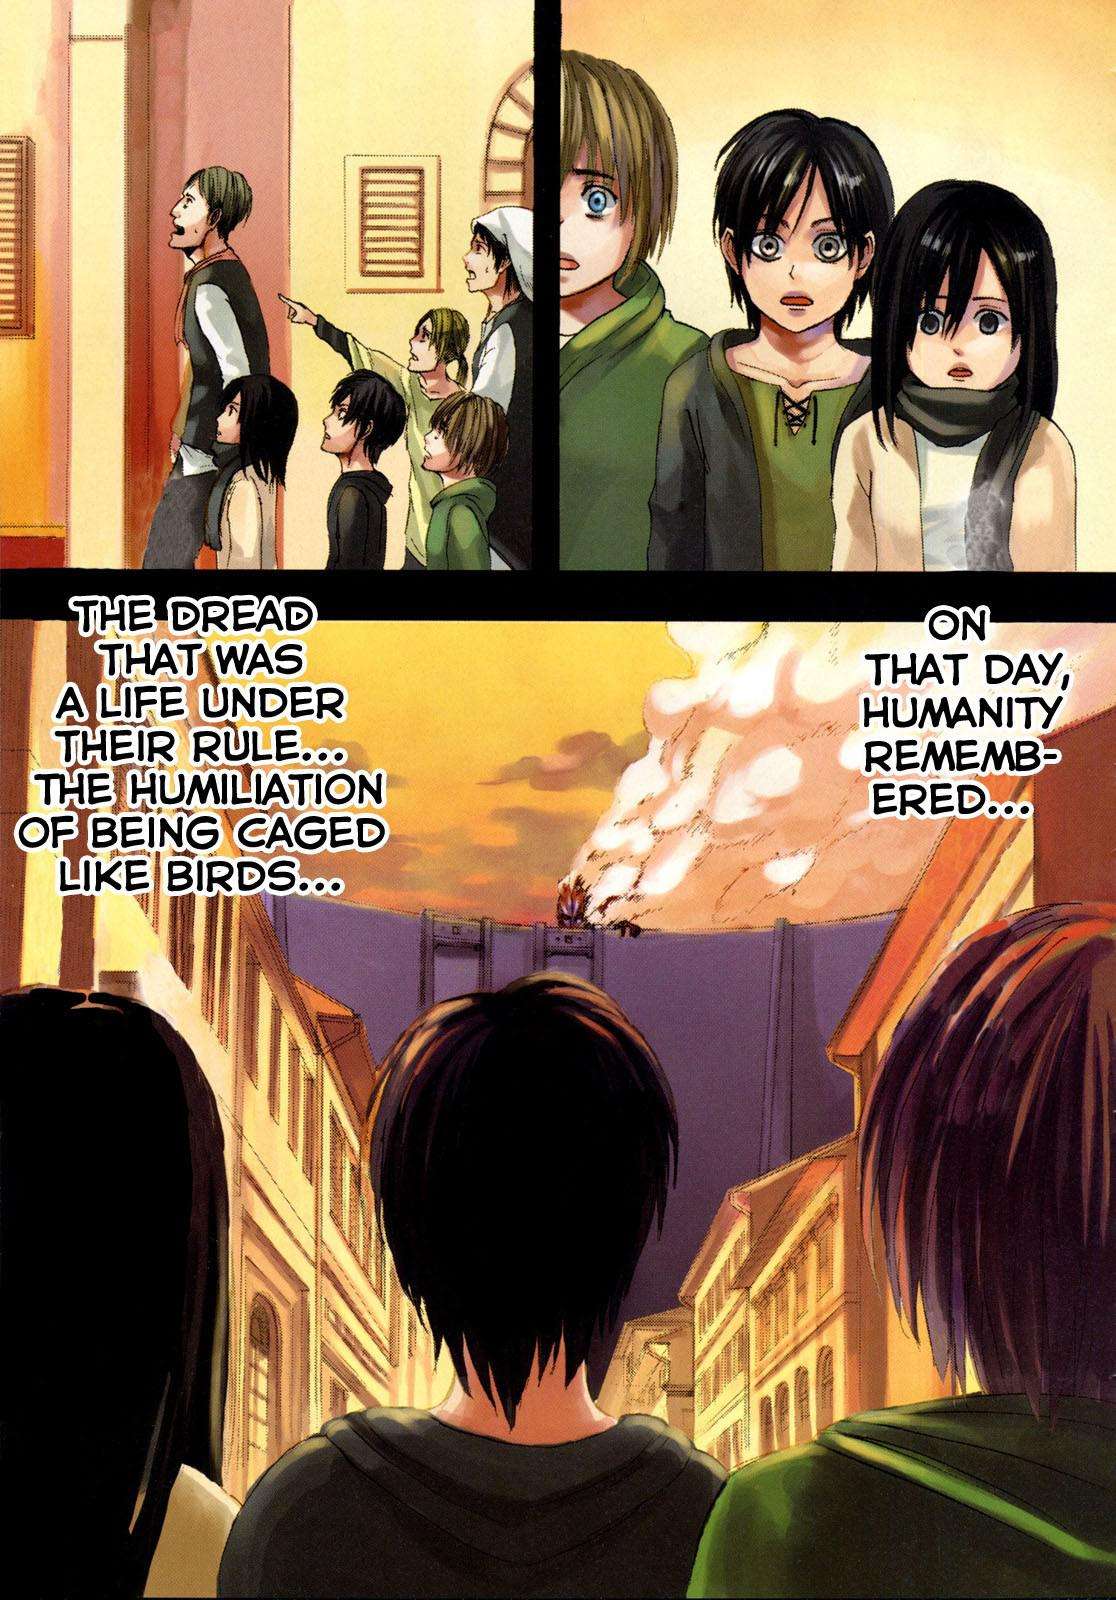 ON
THAT DAY,
HUMANITY
REMEMB-
ERED...
THE DREAD
THAT WAS
A LIFE UNDER
THEIR RULE...
THE HUMILIATION
OF BEING CAGED
LIKE BIRDS...